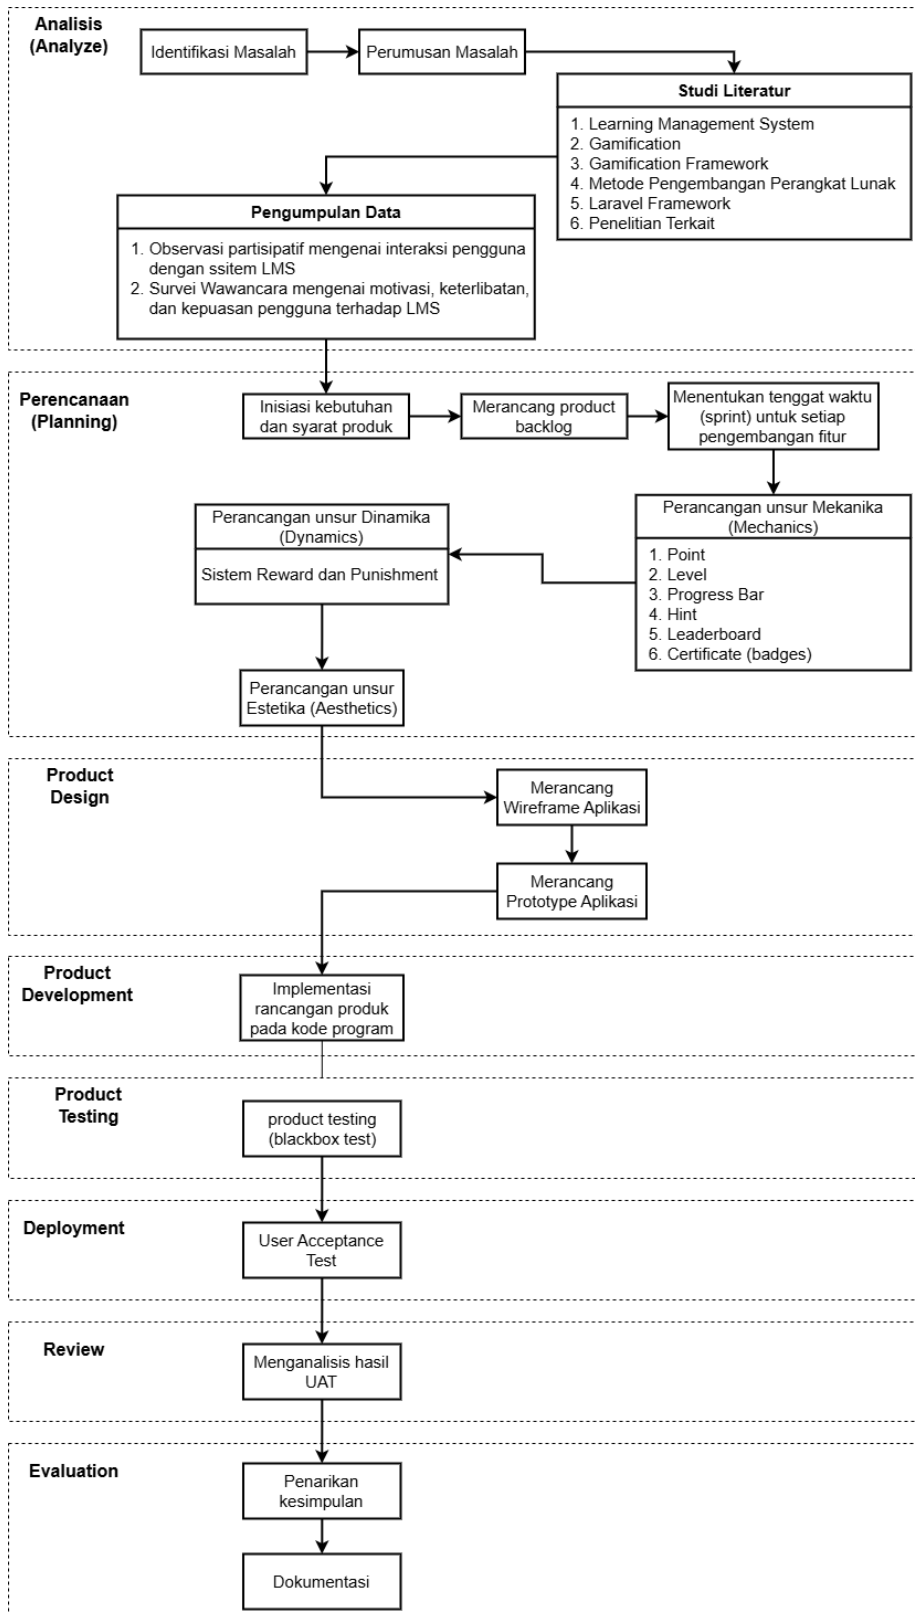 Analisis
(Analyze)
Identifikasi Masalah
Perumusan Masalah
Studi Literatur
1. Learning Management System
2. Gamification
3. Gamification Framework
4. Metode Pengembangan Perangkat Lunak
5. Laravel Framework
6. Penelitian Terkait
Pengumpulan Data
1. Observasi partisipatif mengenai interaksi pengguna
dengan ssitem LMS
2. Survei Wawancara mengenai motivasi, keterlibatan,
dan kepuasan pengguna terhadap LMS
Perencanaan
(Planning)
Inisiasi kebutuhan
dan syarat produk
Merancang product
backlog
Menentukan tenggat waktu
(sprint) untuk setiap
pengembangan fitur
Perancangan unsur Mekanika
(Mechanics)
1. Point
2. Level
3. Progress Bar
4. Hint
5. Leaderboard
6. Certificate (badges)
Perancangan unsur Dinamika
(Dynamics)
Sistem Reward dan Punishment
Perancangan unsur
Estetika (Aesthetics)
Product
Design
Merancang
Wireframe Aplikasi
Merancang
Prototype Aplikasi
Product
Development
Implementasi
rancangan produk
pada kode program
Product
Testing
product testing
(blackbox test)
Deployment
User Acceptance
Test
Review
Menganalisis hasil
UAT
Evaluation
Penarikan
kesimpulan
Dokumentasi